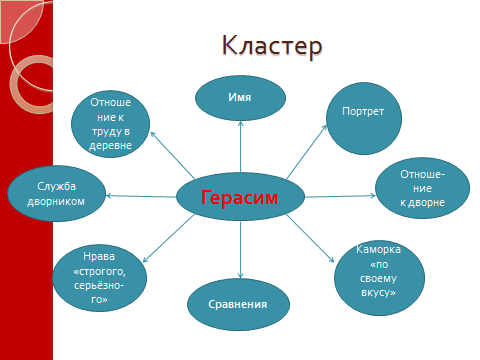 Кластер
Имя
Портрет
Отноше
ние к
труду в
деревне
Отноше-
ние
к дворне
Служба
дворником
Герасим
Нрава
«строгого,
серьёзно-
го»
Каморка
«по
своему
вкусу»
Сравнения